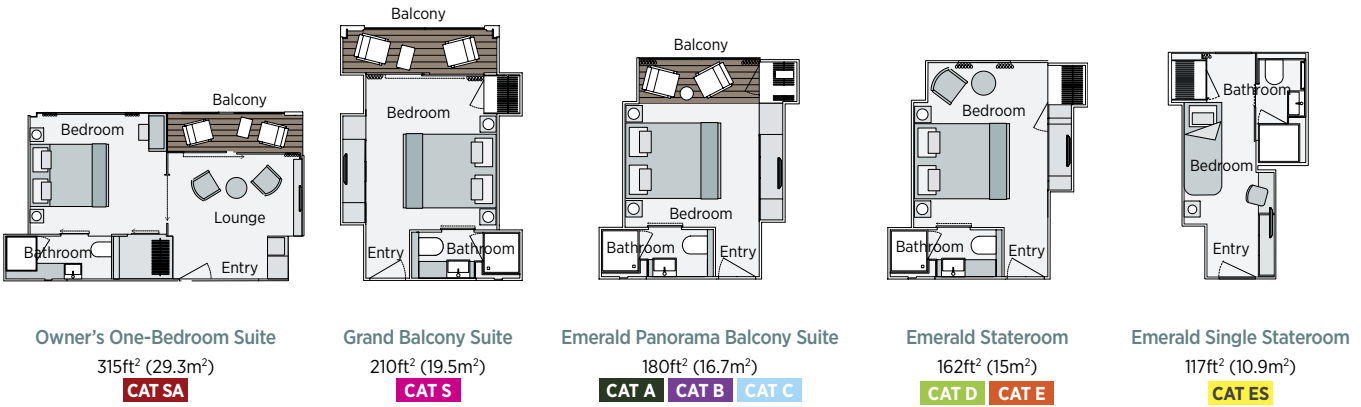 Balcony
Bedroom
Lounge
Bathroom
Entry
Owner's One-Bedroom Suite
315ft² (29.3m²)
CAT SA
Balcony
Bedroom
Entry
Bathroom
Grand Balcony Suite
210ft² (19.5m²)
CAT S
Balcony
Bedroom
Bathroom
Entry
Emerald Panorama Balcony Suite
180ft² (16.7m²)
CAT A CAT B CAT C
Bedroom
Bathroom
Entry
Emerald Stateroom
162ft² (15m²)
CAT D CAT E
Bathroom
Bedroom
Entry
Emerald Single Stateroom
117ft² (10.9m²)
CAT ES